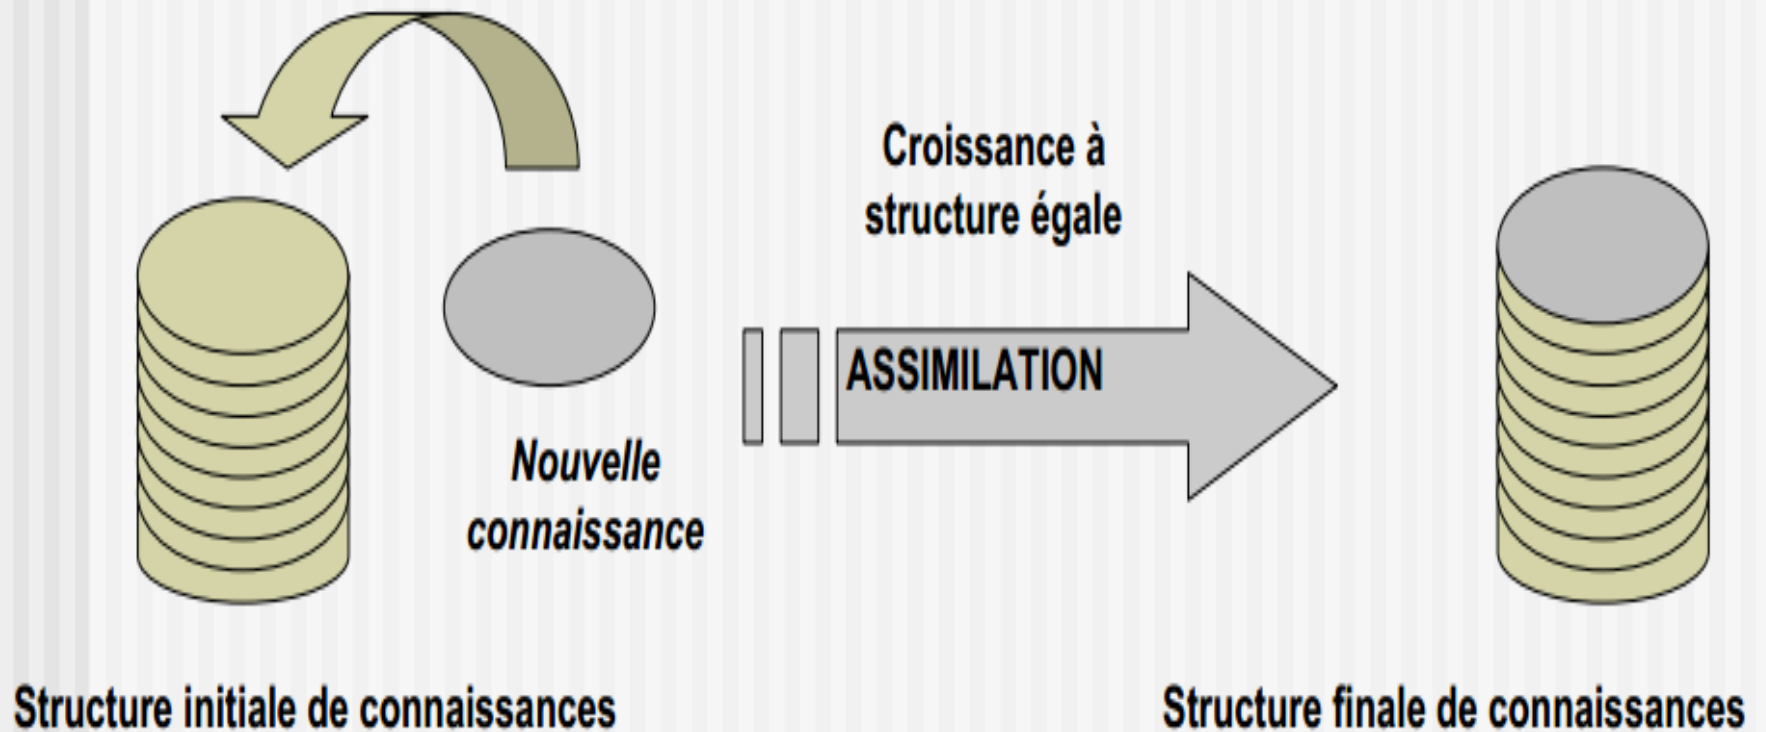 Croissance à
structure égale
ASSIMILATION
Nouvelle
connaissance
Structure initiale de connaissances
Structure finale de connaissances